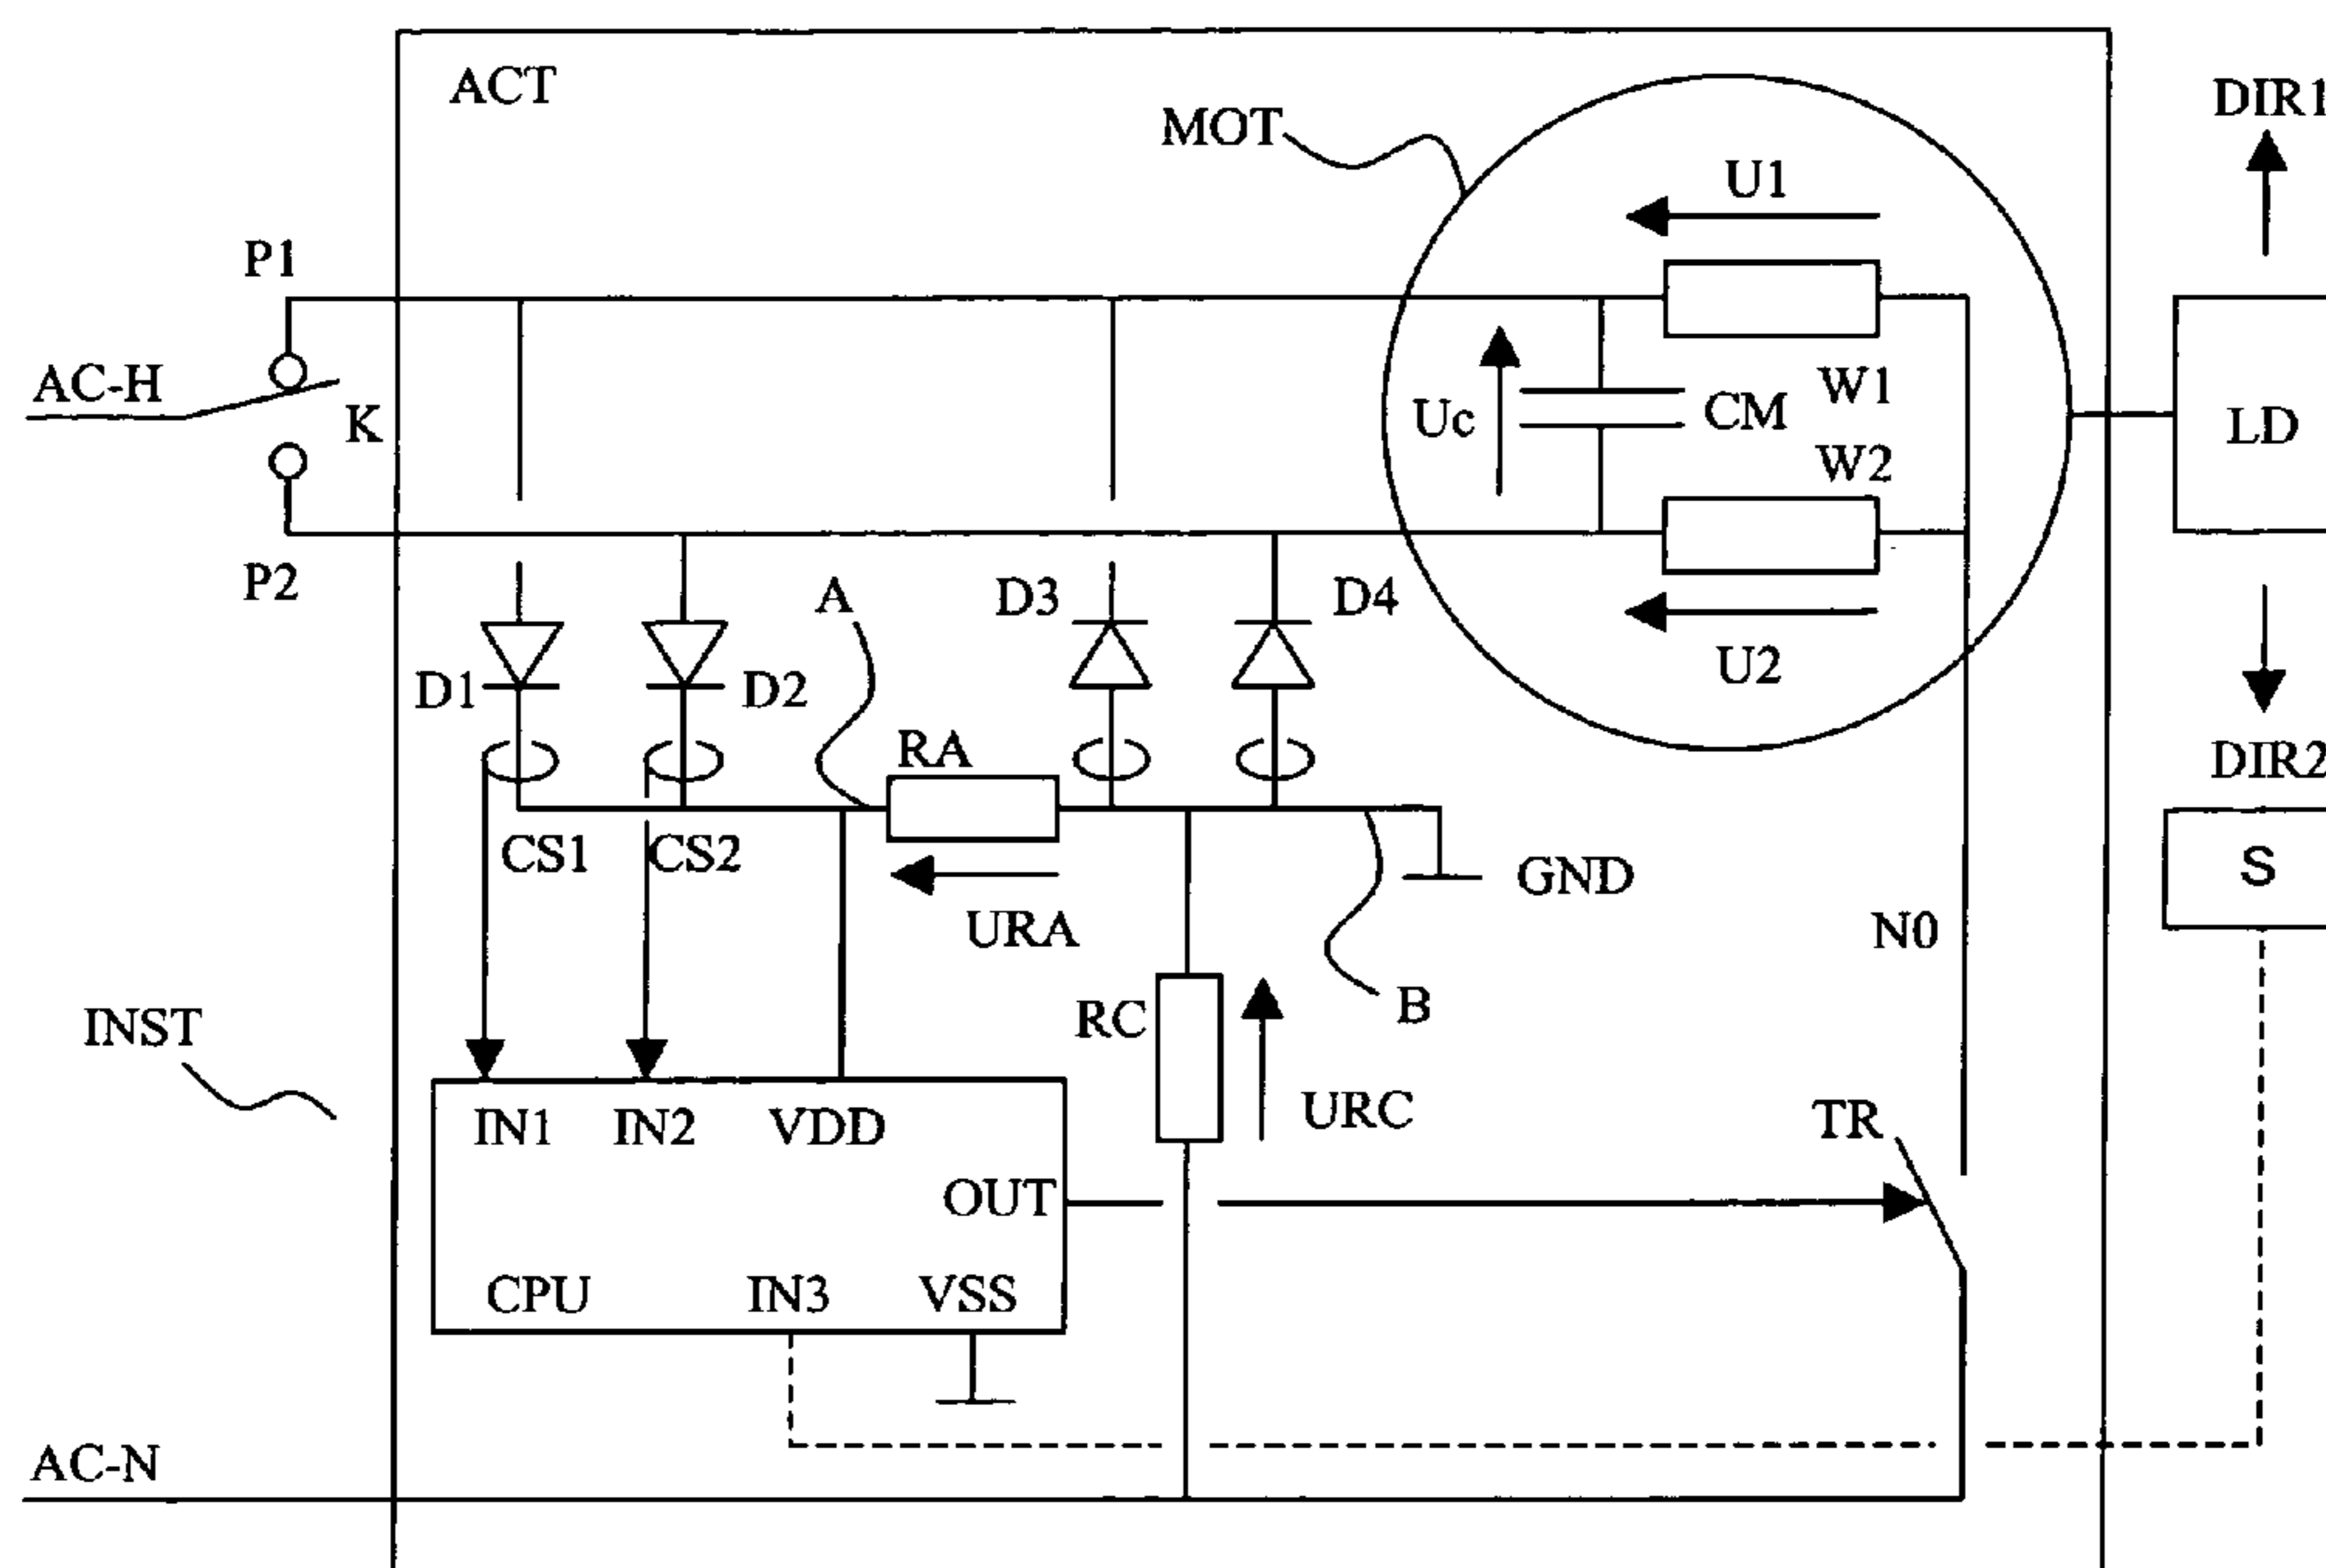 ACT
DIR1
MOT
U1
P1
AC-H
K
W1
Uc
CM
LD
W2
P2
A
D3
D4
U2
D1
D2
RA
DIR2
CS1
CS2
GND
S
URA
N0
RC
B
INST
URC
TR
IN1
IN2
VDD
OUT
CPU
IN3
VSS
AC-N